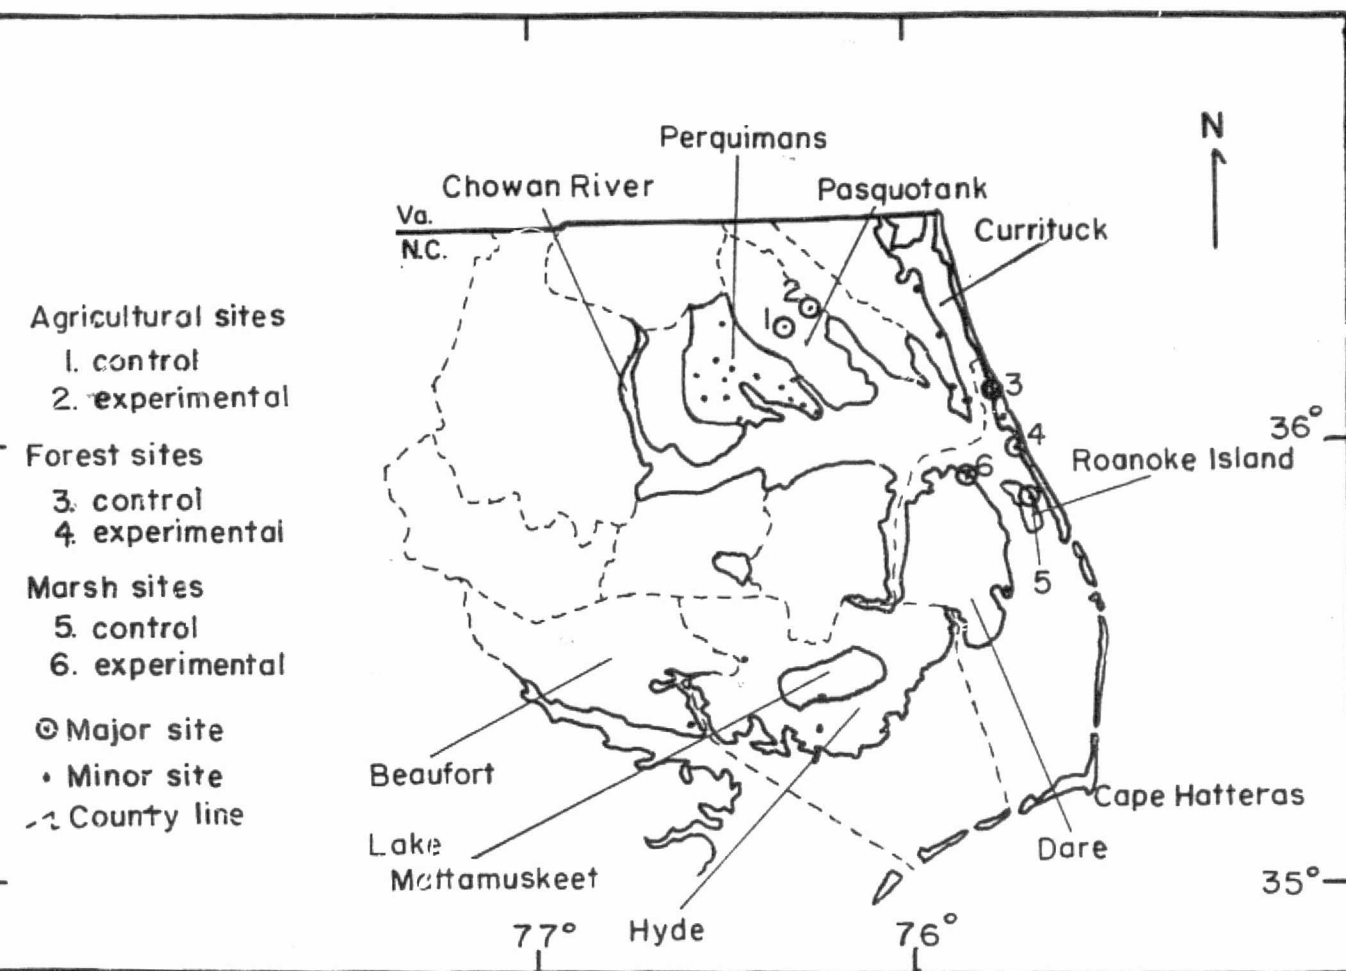 N
Perquimans
Chowan River
Pasquotank
Va.
N.C.
Currituck
2
1
3
4
36°
Roanoke Island
6
5
Agricultural sites
1. control
2. experimental
Forest sites
3. control
4. experimental
Marsh sites
5. control
6. experimental
Major site
Minor site
County line
Beaufort
Cape Hatteras
Lake
Mattamuskeet
Dare
35°
Hyde
77°
76°